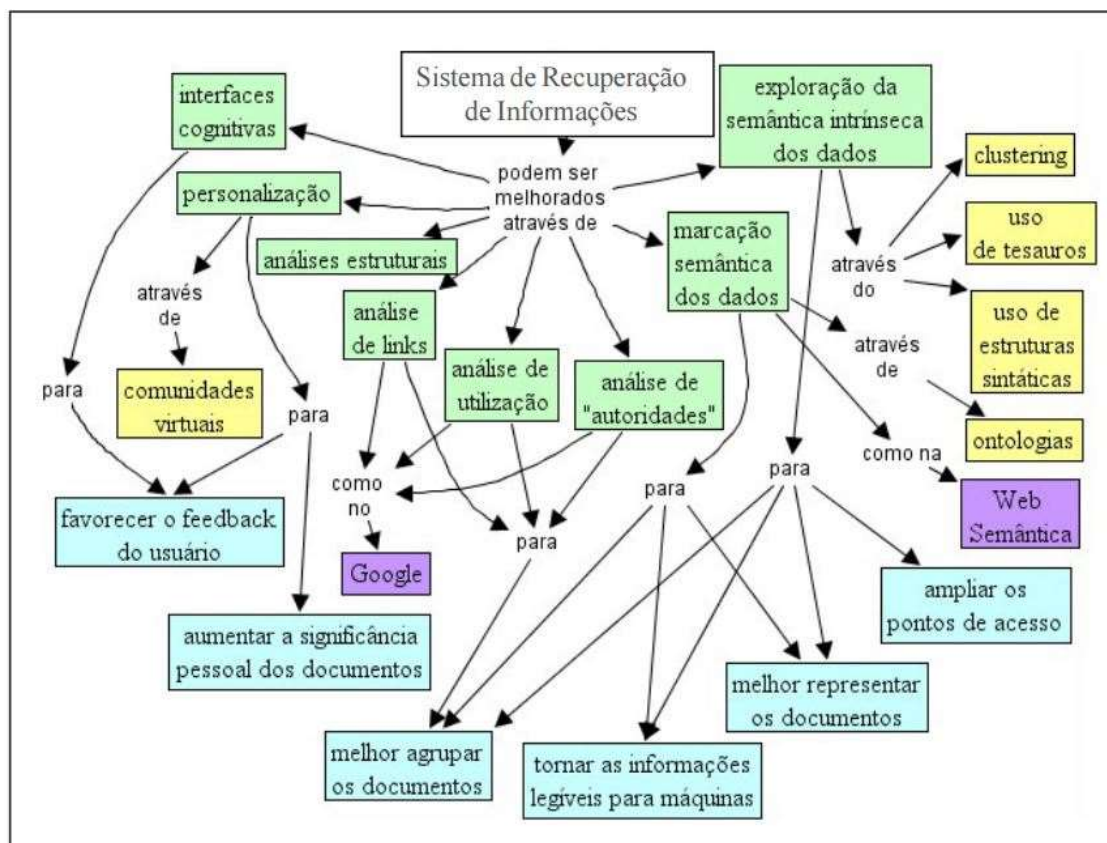 Sistema de Recuperação
de Informações
interfaces
cognitivas
exploração da
semântica intrínseca
dos dados
clustering
podem ser
melhorados
através de
personalização
uso
de tesauros
marcação
semântica
dos dados
análises estruturais
através
do
através
de
análise
de links
uso de
estruturas
sintáticas
através
de
análise de
utilização
análise de
"autoridades"
para
comunidades
virtuais
para
ontologias
como na
para
para
como
no
Web
Semântica
favorecer o feedback
do usuário
para
Google
ampliar os
pontos de acesso
aumentar a significância
pessoal dos documentos
melhor representar
os documentos
melhor agrupar
os documentos
tornar as informações
legíveis para máquinas